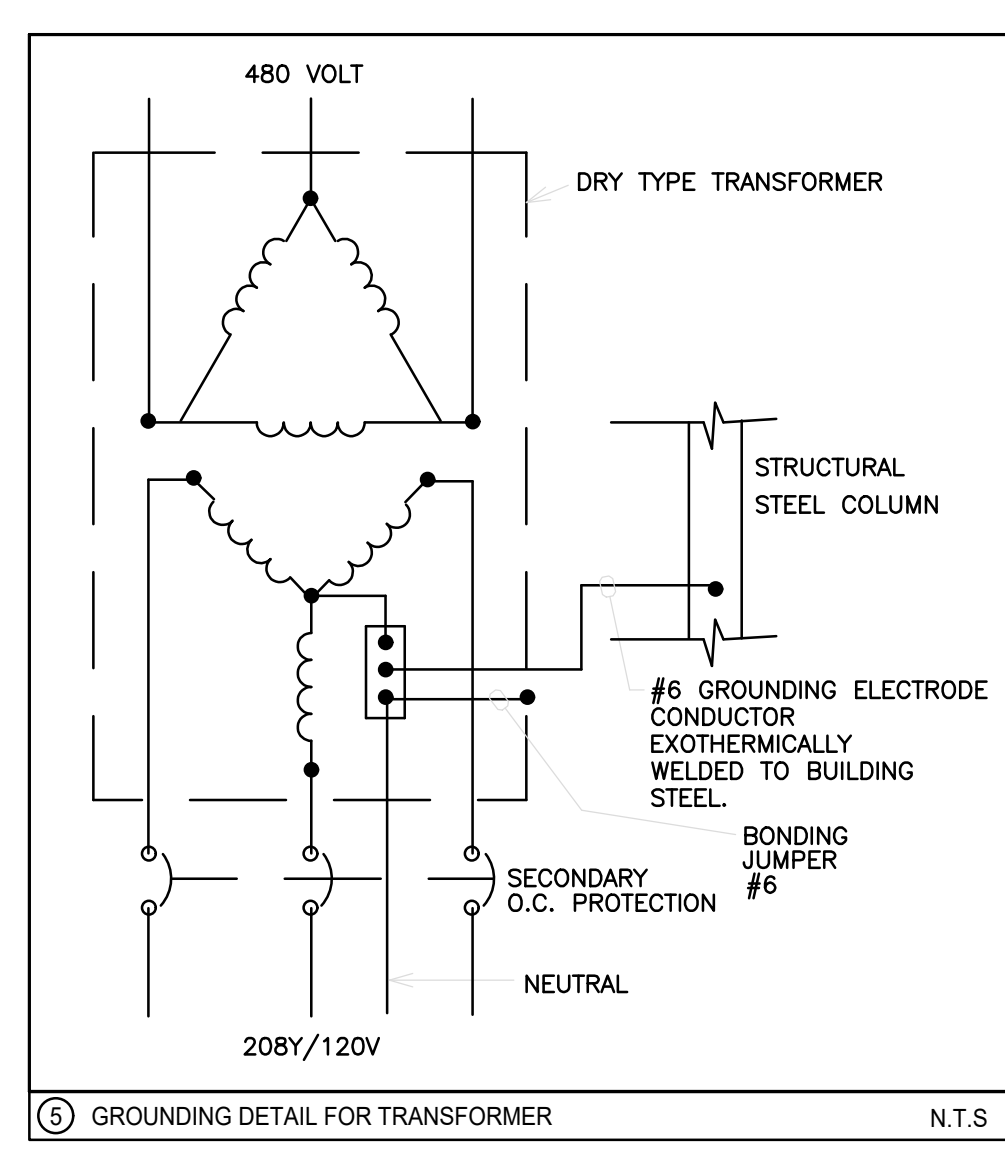 480 VOLT
DRY TYPE TRANSFORMER
STRUCTURAL
STEEL COLUMN
#6 GROUNDING ELECTRODE
CONDUCTOR
EXOTHERMICALLY
WELDED TO BUILDING
STEEL.
BONDING
JUMPER
#6
SECONDARY
O.C. PROTECTION
NEUTRAL
208Y/120V
5 GROUNDING DETAIL FOR TRANSFORMER N.T.S